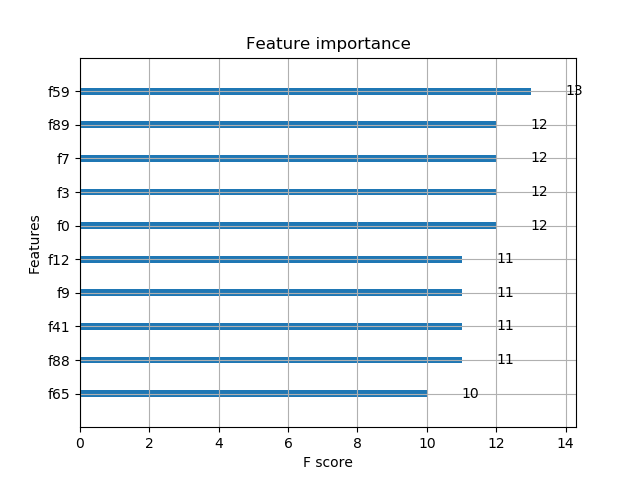 Feature importance
Features
f59 13
f89 12
f7 12
f3 12
f0 12
f12 11
f9 11
f41 11
f88 11
f65 10
0 2 4 6 8 10 12 14
F score